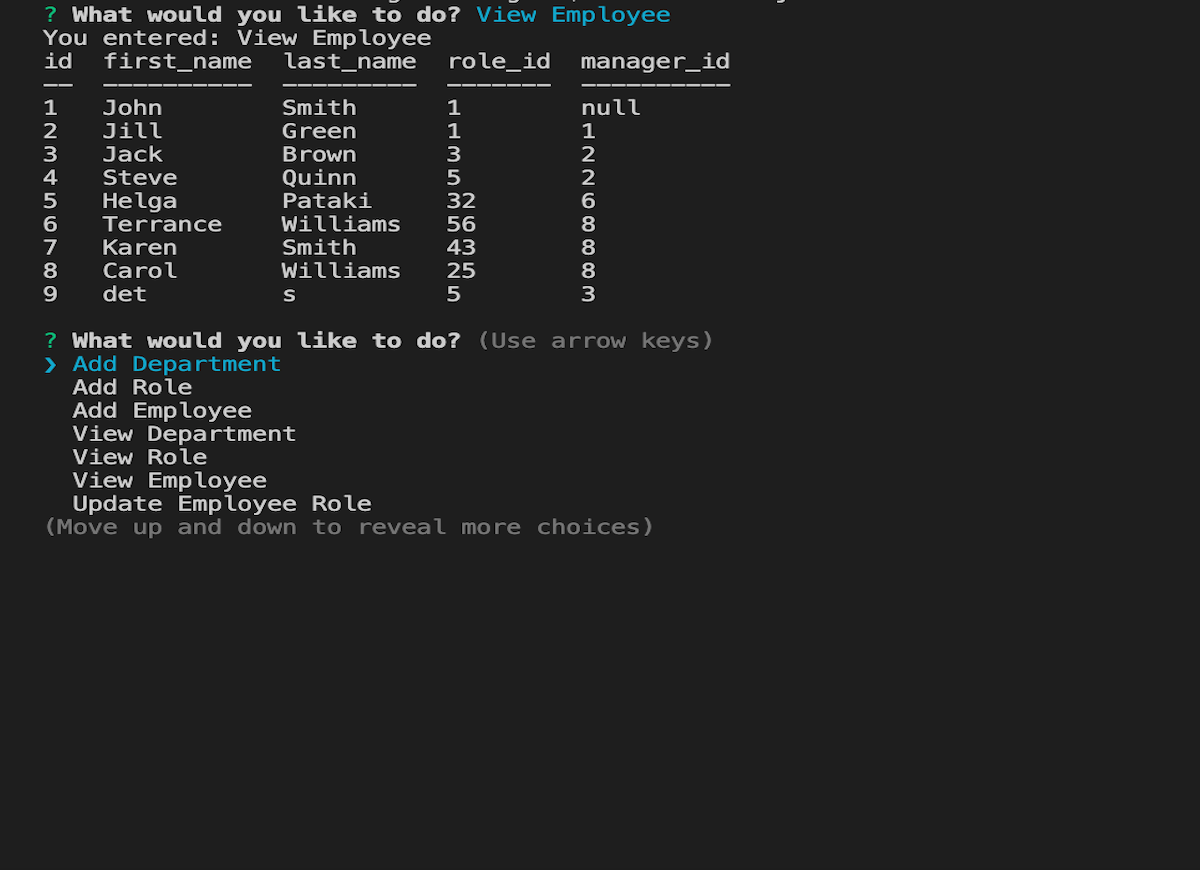 ? What would you like to do? View Employee
You entered: View Employee
id  first_name  last_name  role_id  manager_id
--  ----------  ---------  -------  ----------
1   John        Smith      1        null
2   Jill        Green      1        1
3   Jack        Brown      3        2
4   Steve       Quinn      5        2
5   Helga       Pataki     32       6
6   Terrance    Williams   56       8
7   Karen       Smith      43       8
8   Carol       Williams   25       8
9   det         s          5        3
? What would you like to do? (Use arrow keys)
❯ Add Department
Add Role
Add Employee
View Department
View Role
View Employee
Update Employee Role
(Move up and down to reveal more choices)